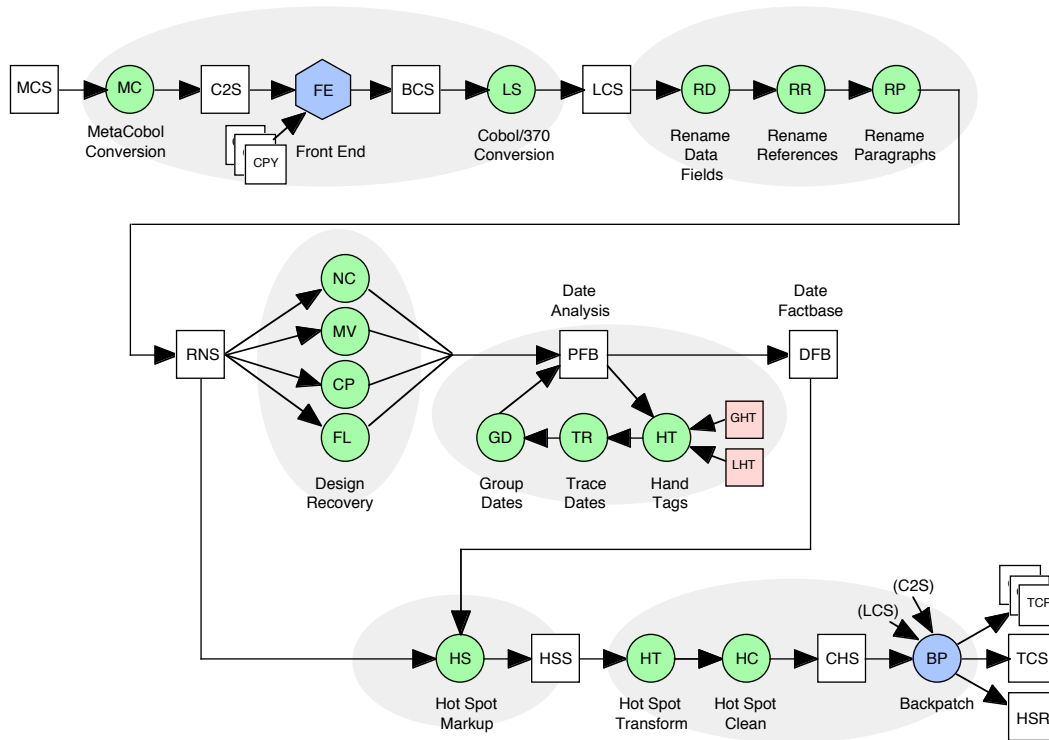 MCS
MC
C2S
FE
BCS
LS
LCS
RD
RR
RP
MetaCobol
Conversion
CPY
Front End
Cobol/370
Conversion
Rename
Data
Fields
Rename
References
Rename
Paragraphs
NC
MV
CP
FL
Design
Recovery
RNS
Date
Analysis
PFB
Date
Factbase
DFB
GD
TR
HT
GHT
LHT
Group
Dates
Trace
Dates
Hand
Tags
(C2S)
(LCS)
TCF
HS
HSS
HT
HC
CHS
BP
TCS
Hot Spot
Markup
Hot Spot
Transform
Hot Spot
Clean
Backpatch
HSR